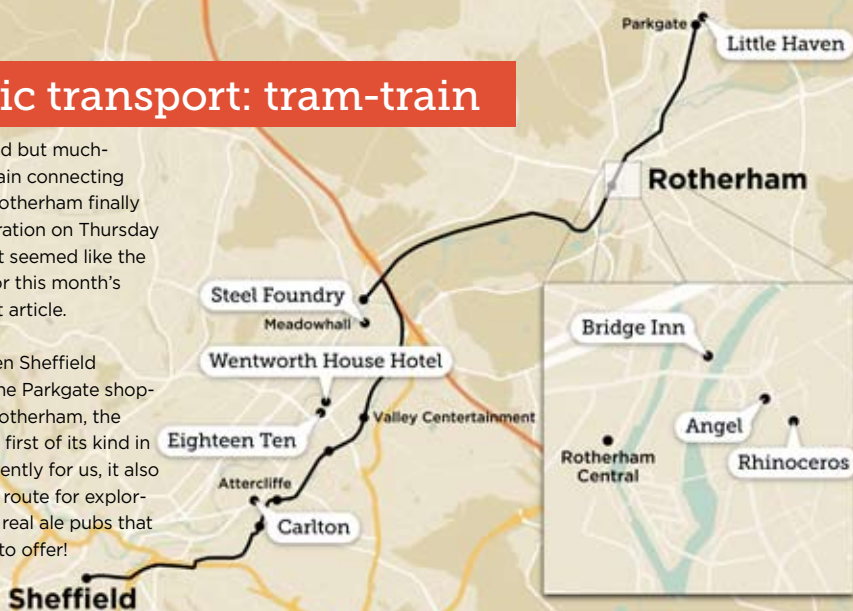 ic transport: tram-train
d but much-
ain connecting
otherham finally
ration on Thursday
t seemed like the
or this month's
t article.
en Sheffield
he Parkgate shop-
otherham, the
first of its kind in
ently for us, it also
route for explor-
real ale pubs that
to offer!
Parkgate
Little Haven
Rotherham
Steel Foundry
Meadowhall
Wentworth House Hotel
Valley Centertainment
Eighteen Ten
Attercliffe
Carlton
Sheffield
Bridge Inn
Angel
Rhinoceros
Rotherham
Central